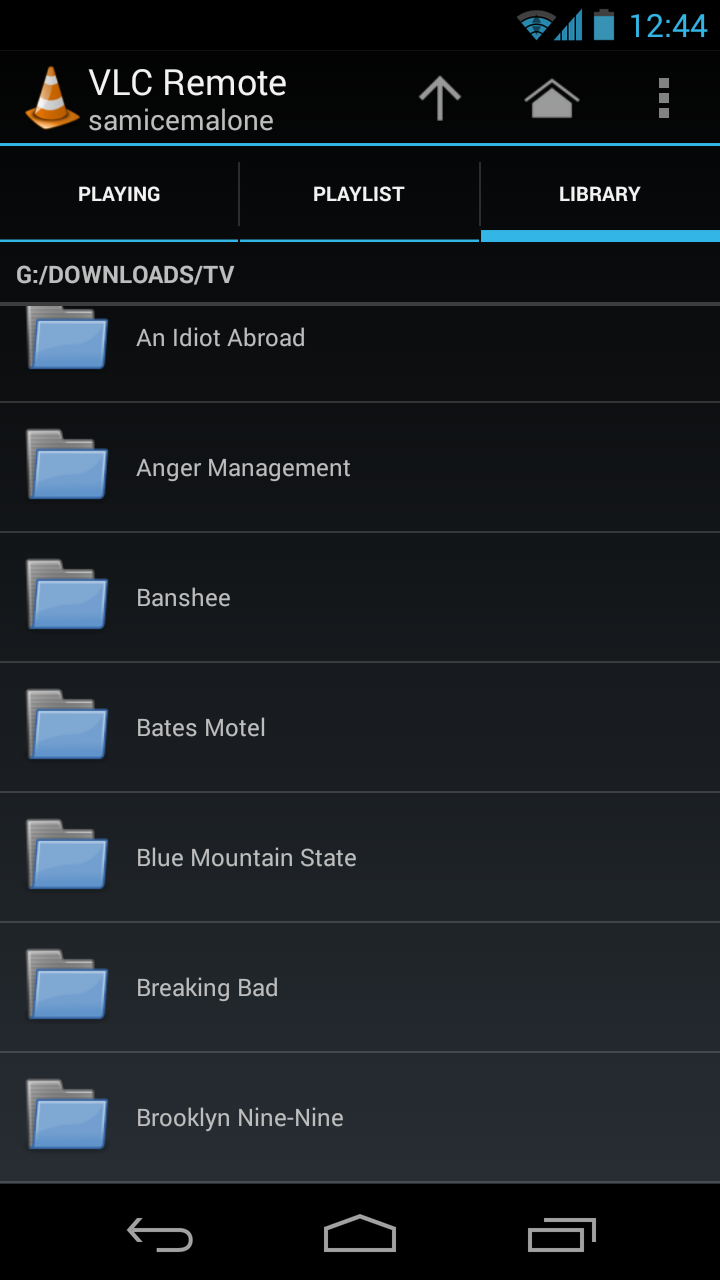 12:44
VLC Remote
samicemalone
PLAYING PLAYLIST LIBRARY
G:/DOWNLOADS/TV
An Idiot Abroad
Anger Management
Banshee
Bates Motel
Blue Mountain State
Breaking Bad
Brooklyn Nine-Nine